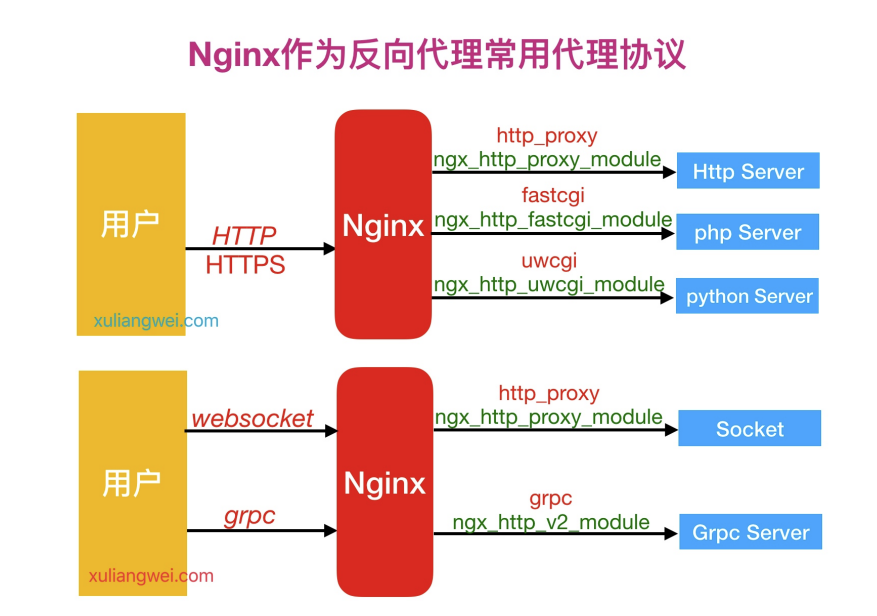 Nginx作为反向代理常用代理协议
http_proxy
ngx_http_proxy_module
Http Server
fastcgi
ngx_http_fastcgi_module
php Server
用户
HTTP
HTTPS
Nginx
uwcgi
ngx_http_uwcgi_module
python Server
xuliangwei.com
http_proxy
ngx_http_proxy_module
Socket
websocket
用户
Nginx
grpc
grpc
ngx_http_v2_module
Grpc Server
xuliangwei.com